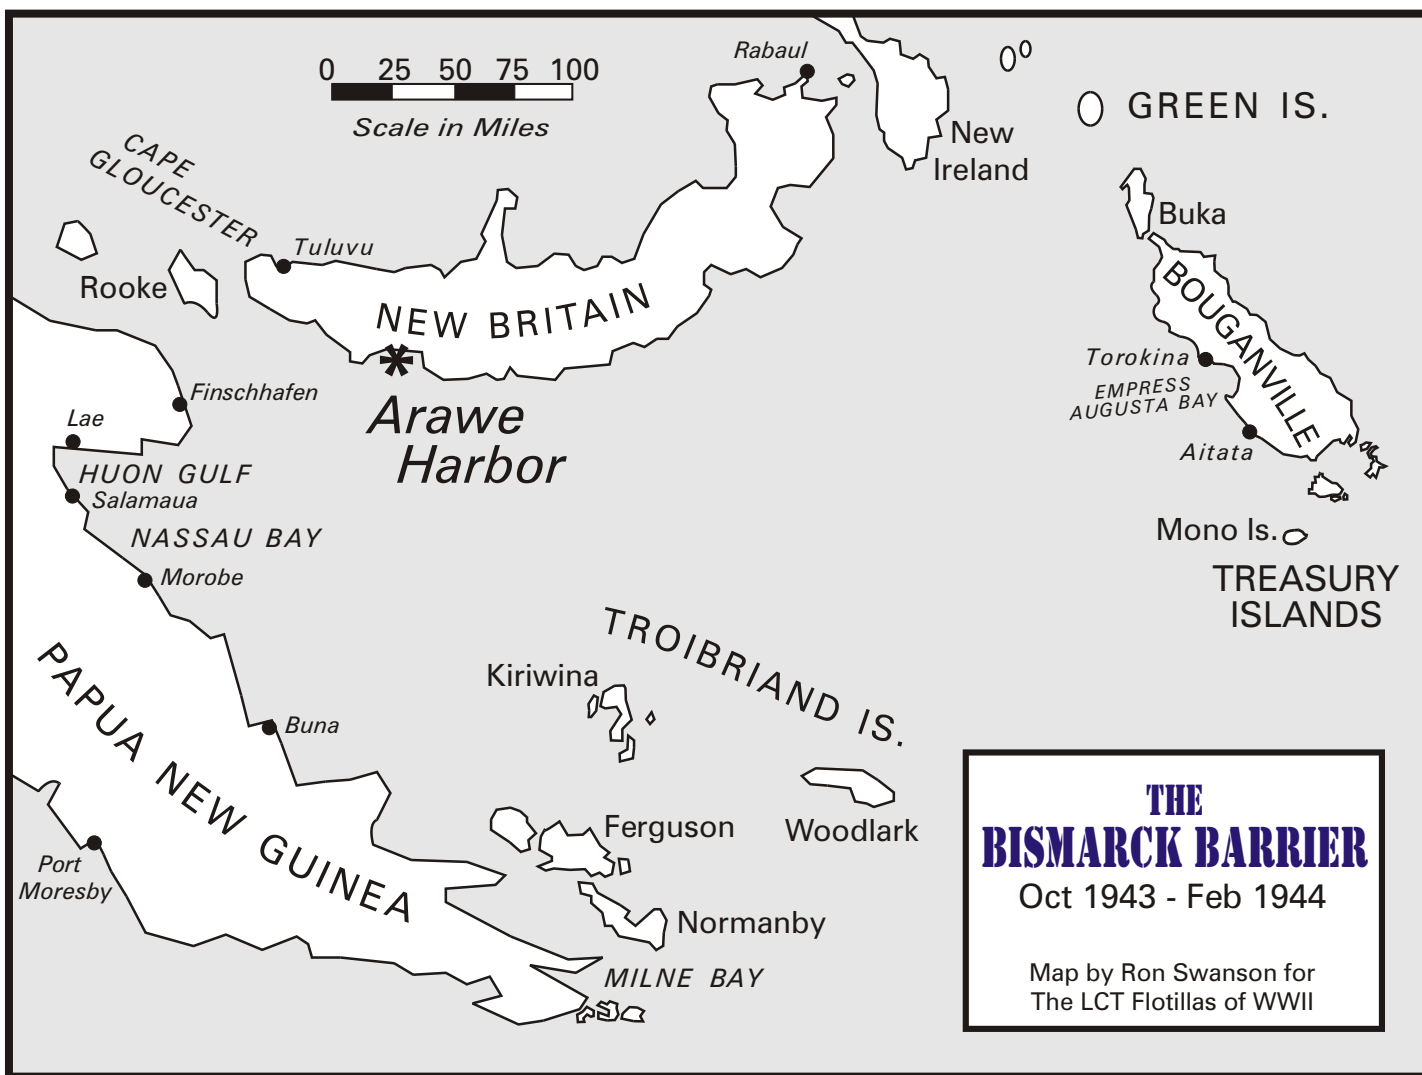 0 25 50 75 100
Scale in Miles
Rabaul
New
Ireland
GREEN IS.
CAPE
GLOUCESTER
Tuluvu
Rooke
Buka
NEW BRITAIN
BOUGANVILLE
Torokina
EMPRESS
AUGUSTA BAY
Aitata
Finschhafen
Lae
Arawe
Harbor
HUON GULF
Salamaua
NASSAU BAY
Morobe
Mono Is.
TREASURY
ISLANDS
TROIBRIAND IS.
Kiriwina
PAPUA NEW GUINEA
Buna
Ferguson
Woodlark
Port
Moresby
Normanby
MILNE BAY
THE
BISMARCK BARRIER
Oct 1943 - Feb 1944
Map by Ron Swanson for
The LCT Flotillas of WWII